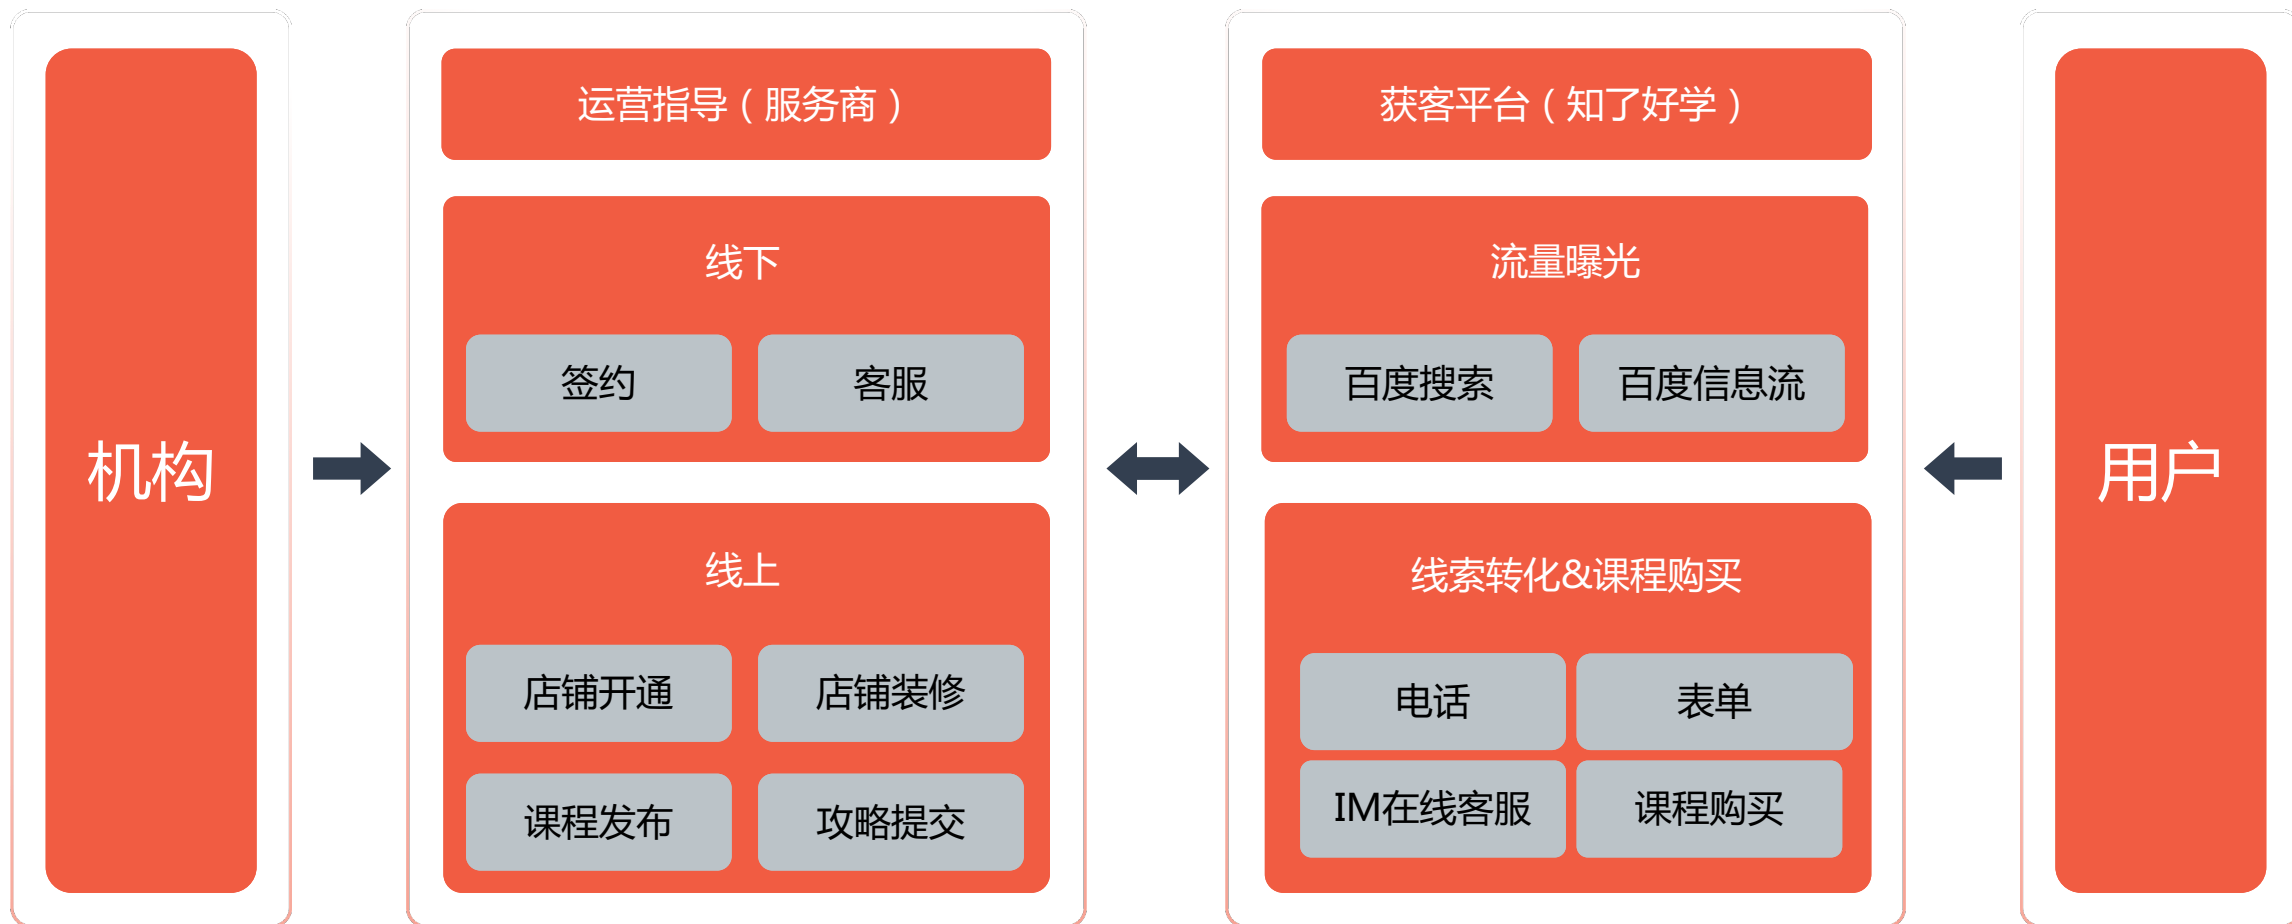 机构
运营指导（服务商）
线下
签约
客服
线上
店铺开通
店铺装修
课程发布
攻略提交
获客平台（知了好学）
流量曝光
百度搜索
百度信息流
线索转化&课程购买
电话
表单
IM在线客服
课程购买
用户